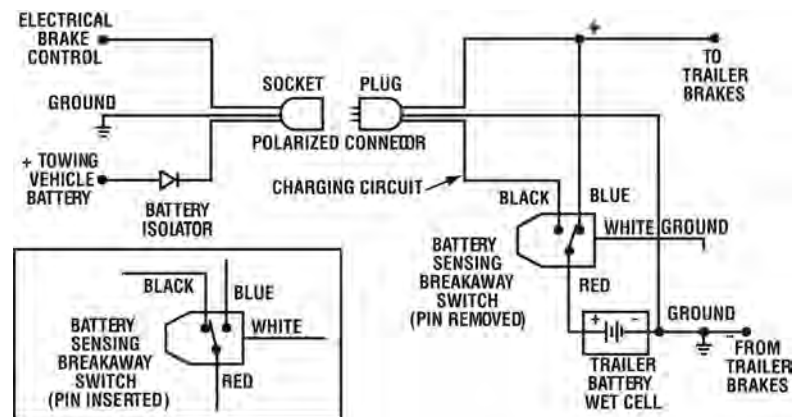 ELECTRICAL
BRAKE
CONTROL
GROUND
+ TOWING
VEHICLE
BATTERY
BATTERY
ISOLATOR
SOCKET
PLUG
POLARIZED CONNECOR
CHARGING CIRCUIT
+
TO
TRAILER
BRAKES
BLACK
BLUE
WHITE GROUND
BATTERY
SENSING
BREAKAWAY
SWITCH
(PIN REMOVED)
RED
+ -
GROUND
TRAILER
BATTERY
WET CELL
-
FROM
TRAILER
BRAKES
BLACK
BLUE
WHITE
BATTERY
SENSING
BREAKAWAY
SWITCH
(PIN INSERTED)
RED